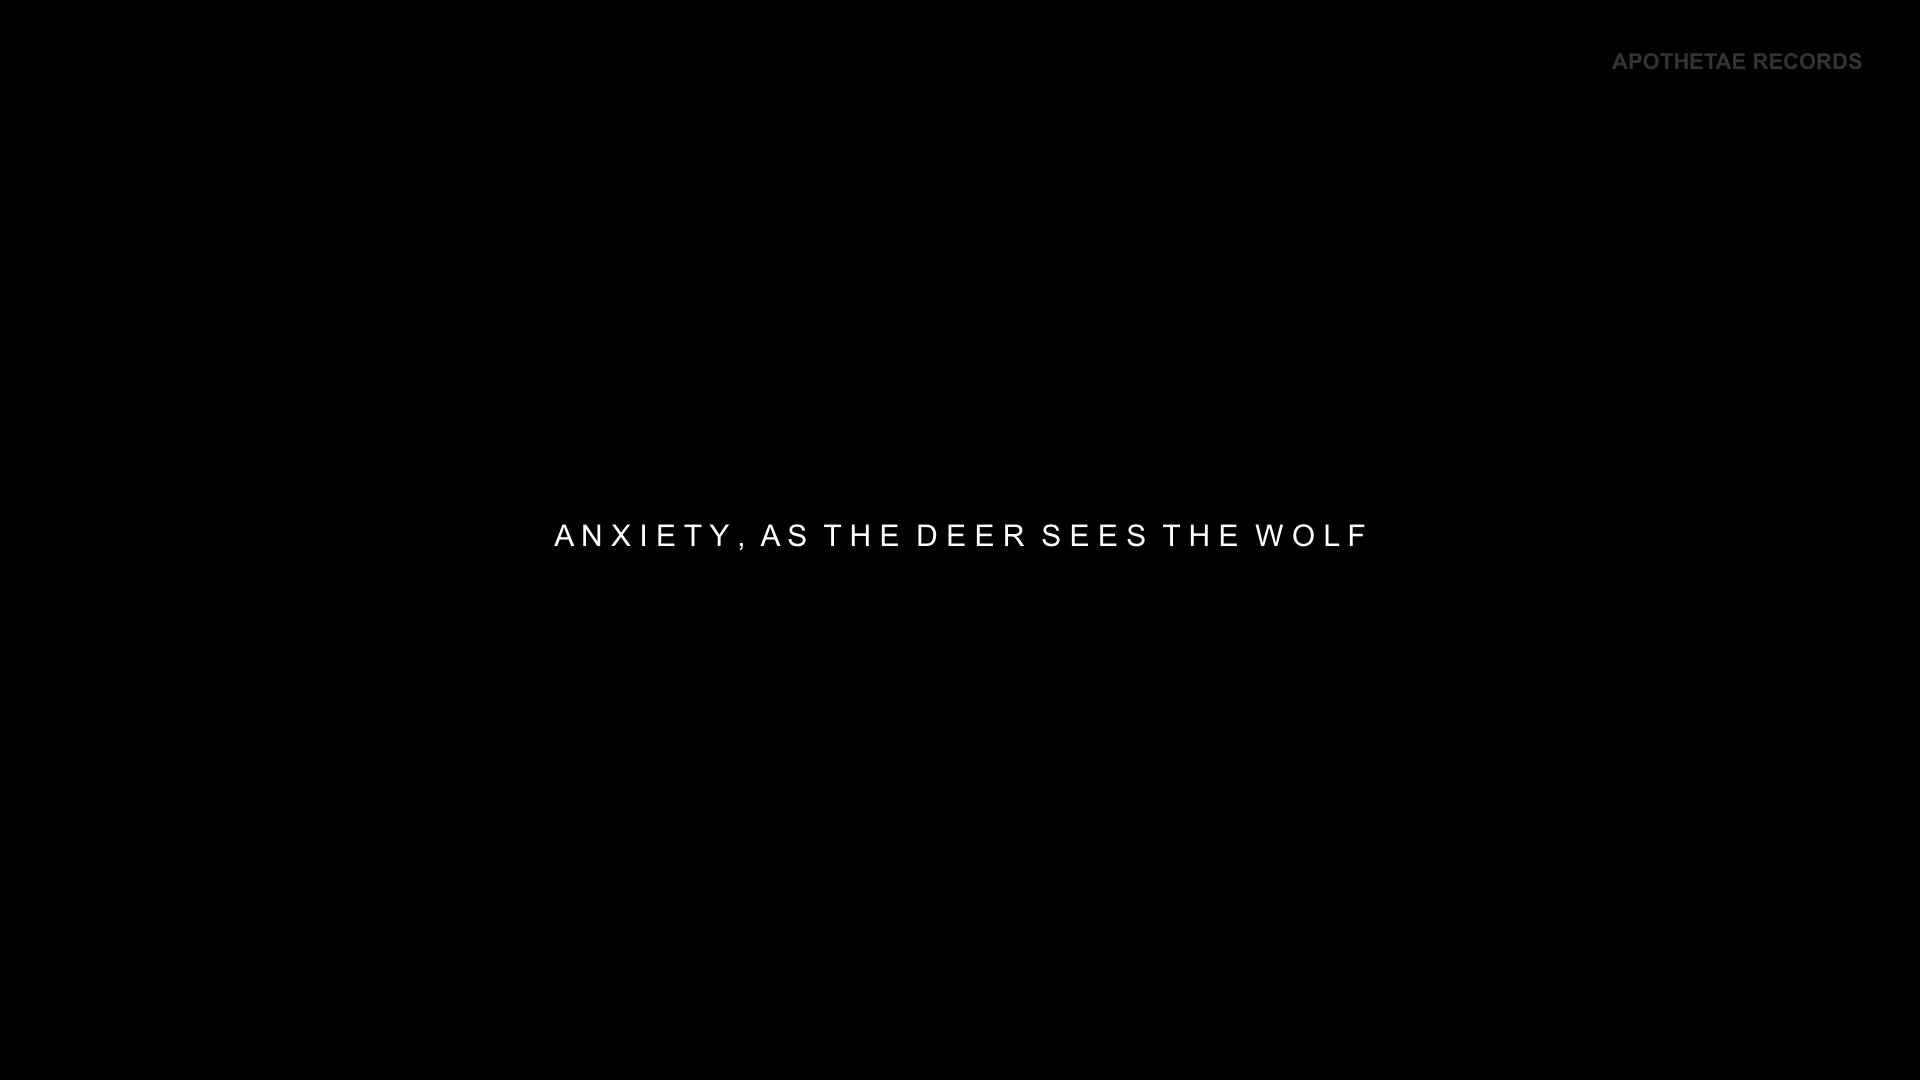 APOTHETAE RECORDS
ANXIETY, AS THE DEER SEES THE WOLF